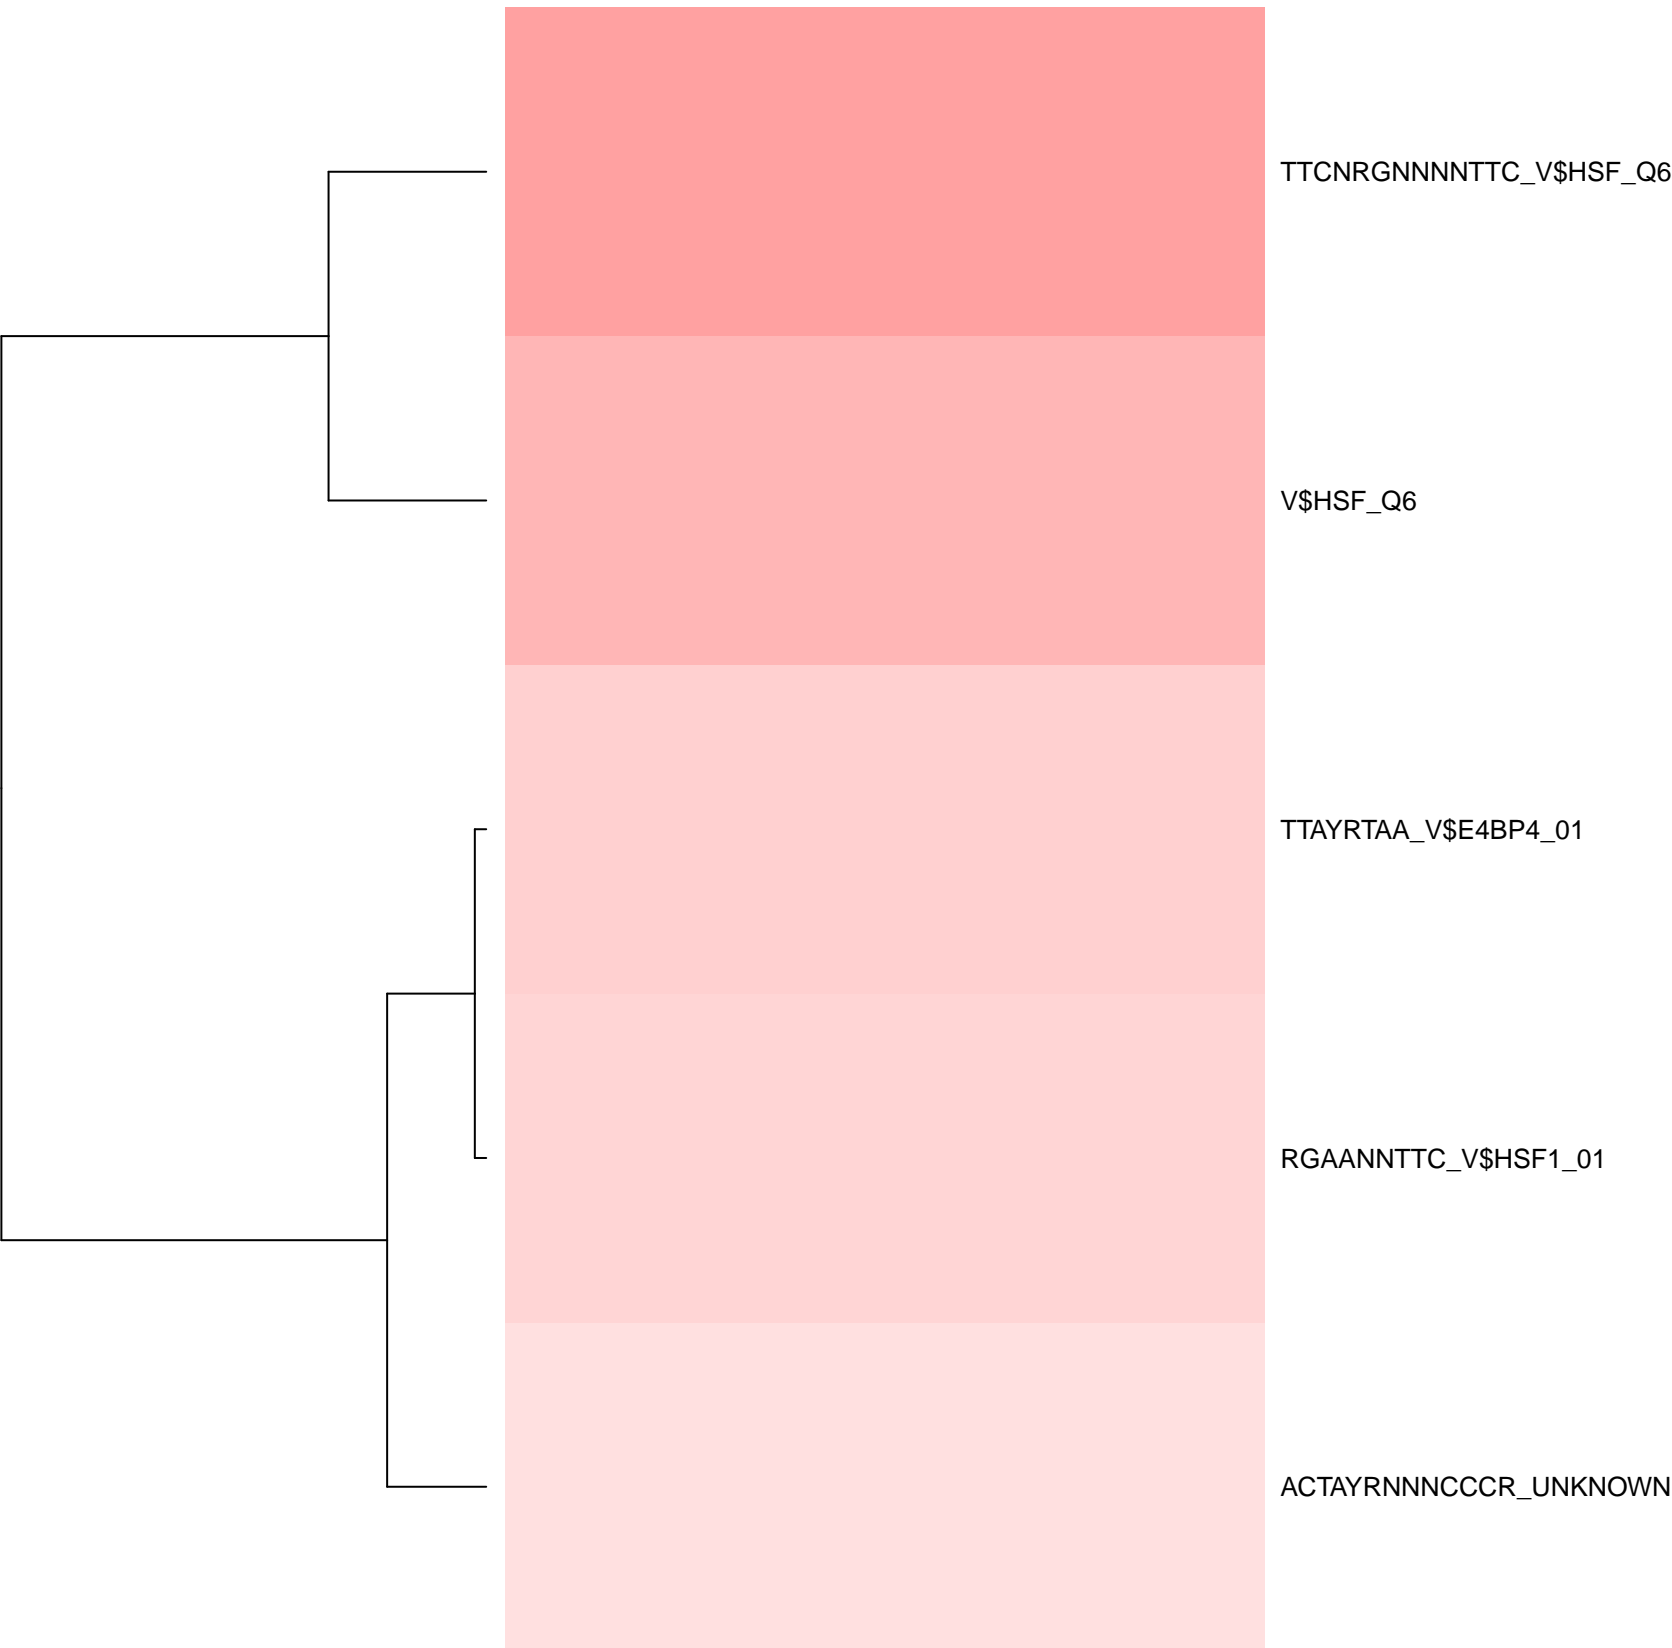 TTCNRGNNNNTTC_V$HSF_Q6
V$HSF_Q6
TTAYRTAA_V$E4BP4_01
RGAANNTTC_V$HSF1_01
ACTAYRNNNCCCR_UNKNOWN